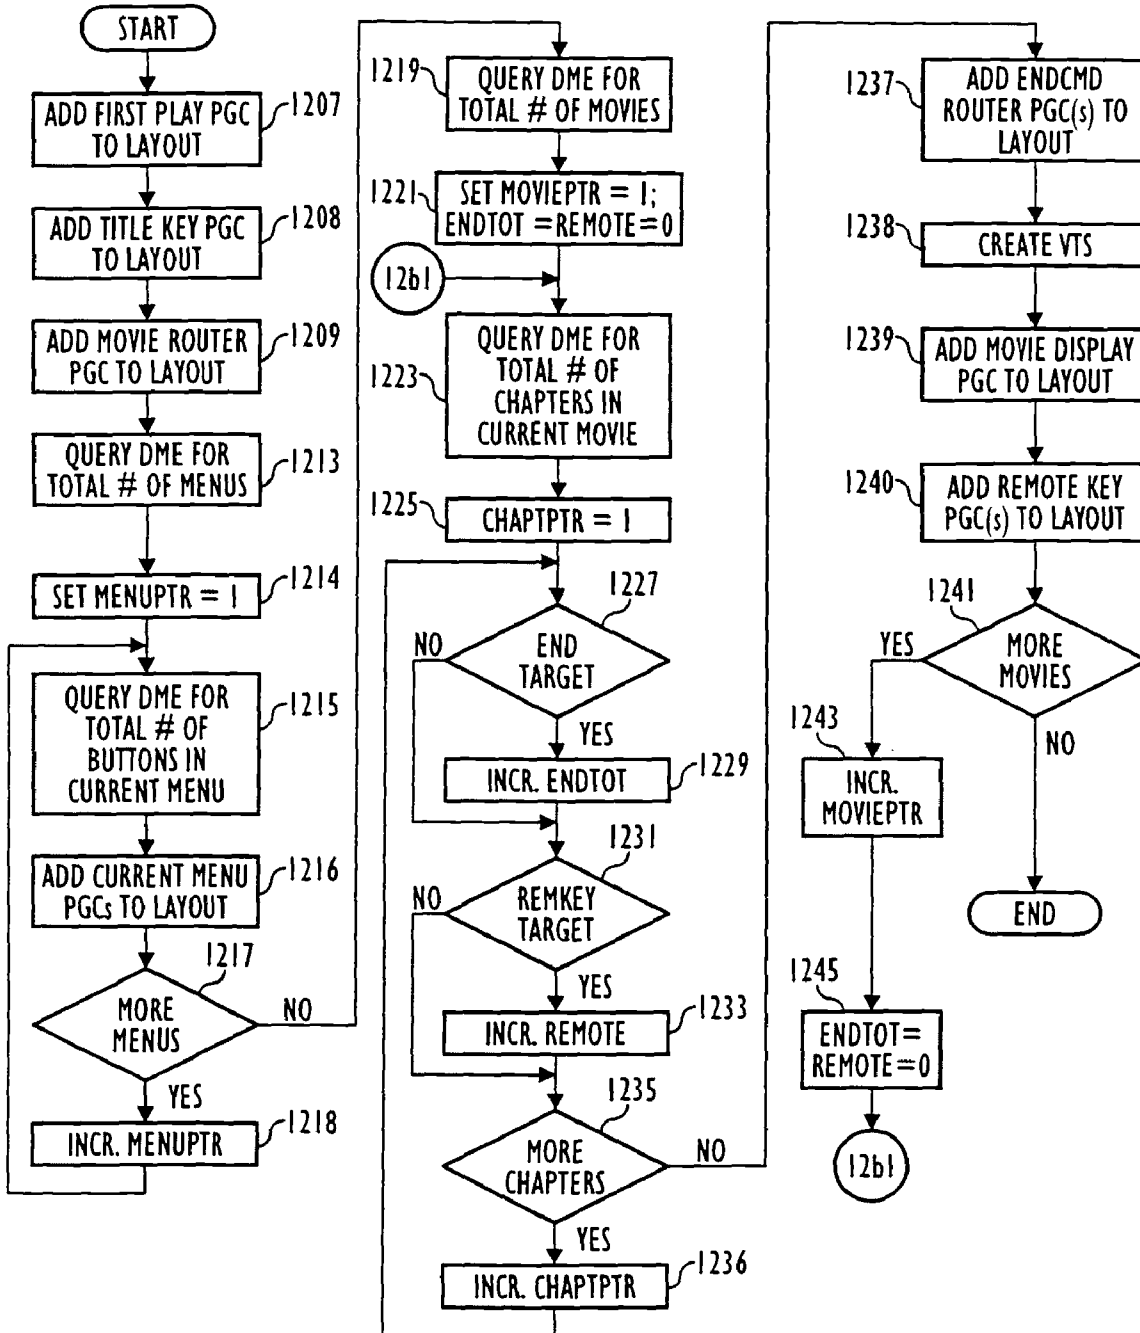 START
ADD FIRST PLAY PGC
TO LAYOUT
1207
ADD TITLE KEY PGC
TO LAYOUT
1208
ADD MOVIE ROUTER
PGC TO LAYOUT
1209
QUERY DME FOR
TOTAL # OF MENUS
1213
SET MENUPTR = 1
1214
QUERY DME FOR
TOTAL # OF
BUTTONS IN
CURRENT MENU
1215
ADD CURRENT MENU
PGCs TO LAYOUT
1216
MORE
MENUS
1217
NO
YES
INCR. MENUPTR
1218
1219
QUERY DME FOR
TOTAL # OF MOVIES
1221
SET MOVIEPTR = 1;
ENDTOT = REMOTE=0
12b1
1223
QUERY DME FOR
TOTAL # OF
CHAPTERS IN
CURRENT MOVIE
1225
CHAPTPTR = 1
1227
NO
END
TARGET
YES
INCR. ENDTOT
1229
1231
NO
REMKEY
TARGET
YES
INCR. REMOTE
1233
1235
MORE
CHAPTERS
NO
YES
INCR. CHAPTPTR
1236
1237
ADD ENDCMD
ROUTER PGC(s) TO
LAYOUT
1238
CREATE VTS
1239
ADD MOVIE DISPLAY
PGC TO LAYOUT
1240
ADD REMOTE KEY
PGC(s) TO LAYOUT
1241
YES
MORE
MOVIES
NO
1243
INCR.
MOVIEPTR
END
1245
ENDTOT=
REMOTE=0
12b1